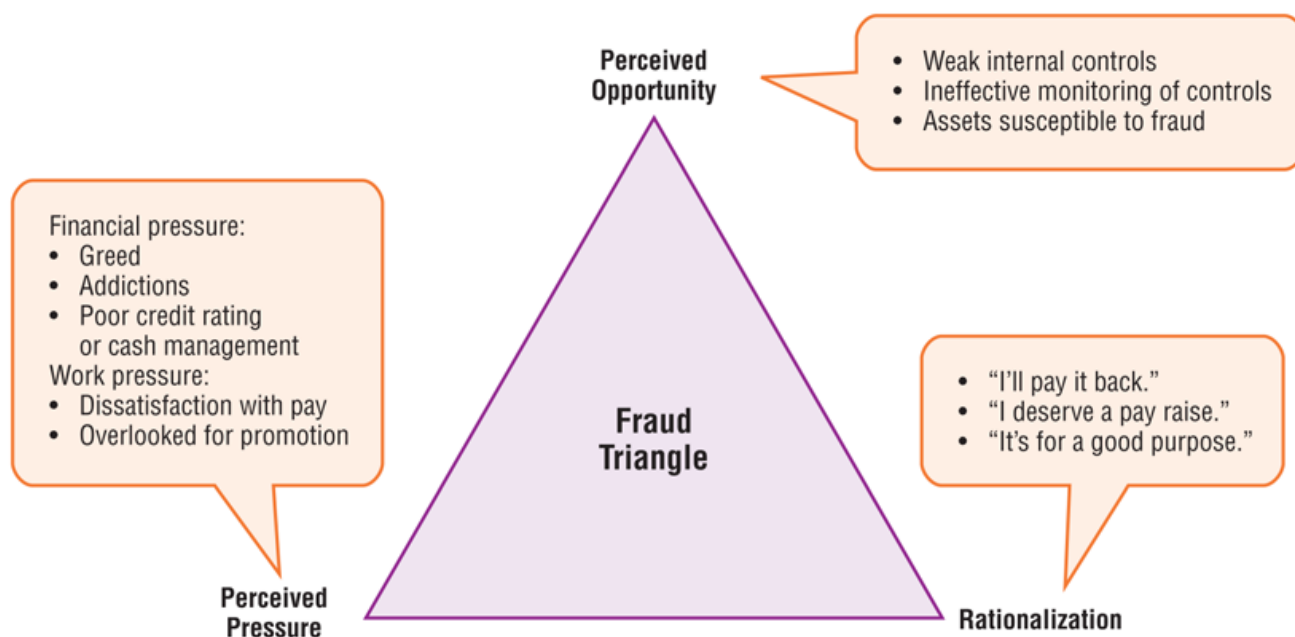 Perceived
Opportunity
• Weak internal controls
• Ineffective monitoring of controls
• Assets susceptible to fraud
Financial pressure:
• Greed
• Addictions
• Poor credit rating
or cash management
Work pressure:
• Dissatisfaction with pay
• Overlooked for promotion
Fraud
Triangle
• “I’ll pay it back.”
• “I deserve a pay raise.”
• “It’s for a good purpose.”
Perceived
Pressure
Rationalization